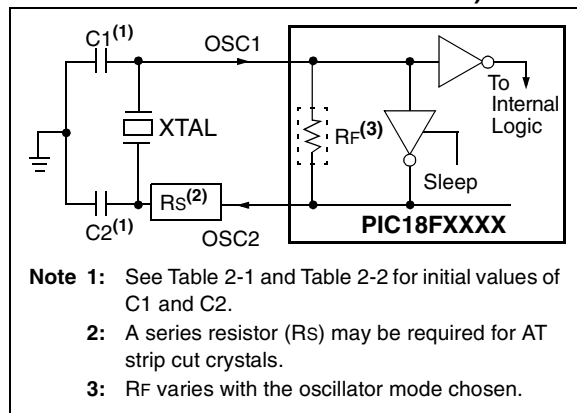 C1(1)
OSC1
To
Internal
Logic
XTAL
RF(3)
Sleep
RS(2)
C2(1)
OSC2
PIC18FXXXX
Note 1: See Table 2-1 and Table 2-2 for initial values of
C1 and C2.
2: A series resistor (RS) may be required for AT
strip cut crystals.
3: RF varies with the oscillator mode chosen.